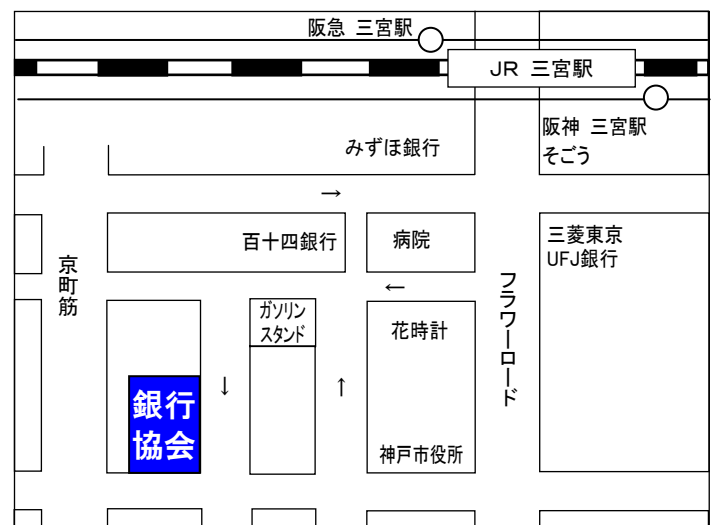 阪急 三宮駅
JR 三宮駅
阪神 三宮駅
そごう
みずほ銀行
→
百十四銀行
病院
三菱東京
UFJ銀行
京町筋
←
フラワーロード
ガソリン
スタンド
花時計
銀行
協会
↓
↑
神戸市役所